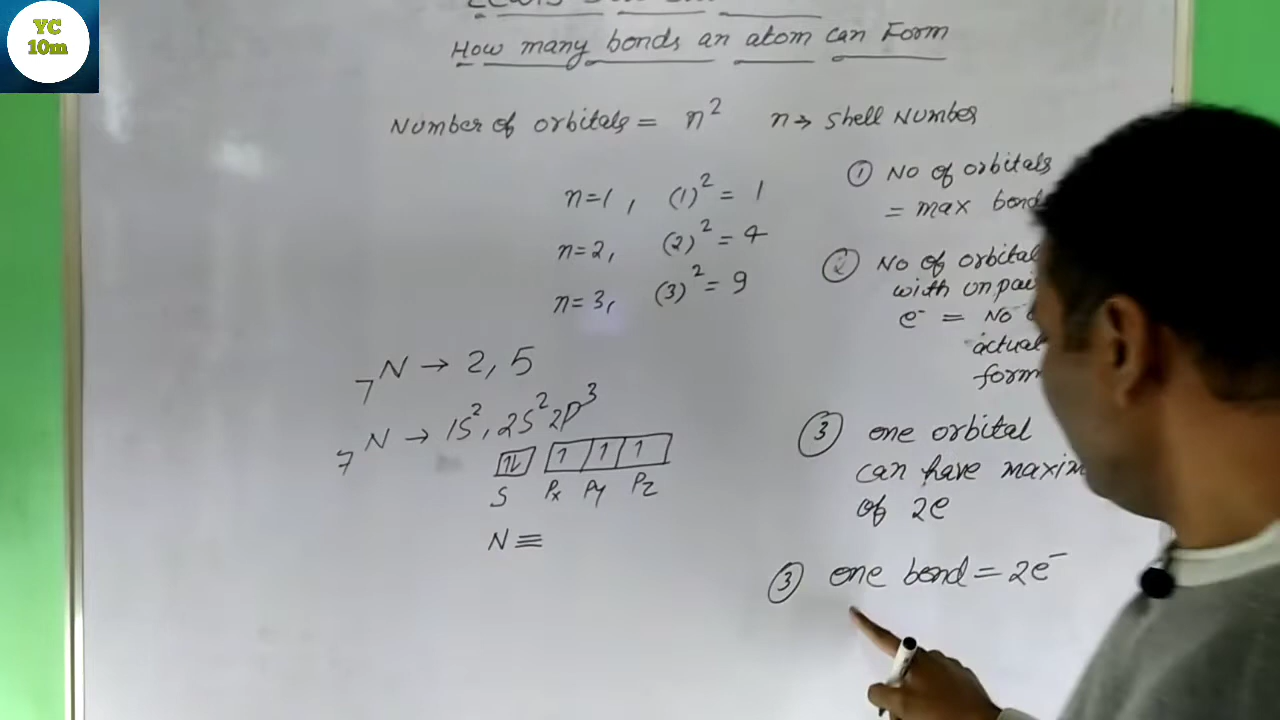 YC
10m
How many bonds an atom can Form
Number of orbitals = n² n → Shell Number
n=1, (1)² = 1
n=2, (2)² = 4
n=3, (3)² = 9
① No of orbitals
= max bond
② No of orbital
with unpai
e⁻ = No
actual
form
₇N → 2, 5
₇N → 1S², 2S² 2P³
⥮ ↿ ↿ ↿
S Px Py Pz
N≡
③ one orbital
can have maxim
of 2e
③ one bond = 2e⁻